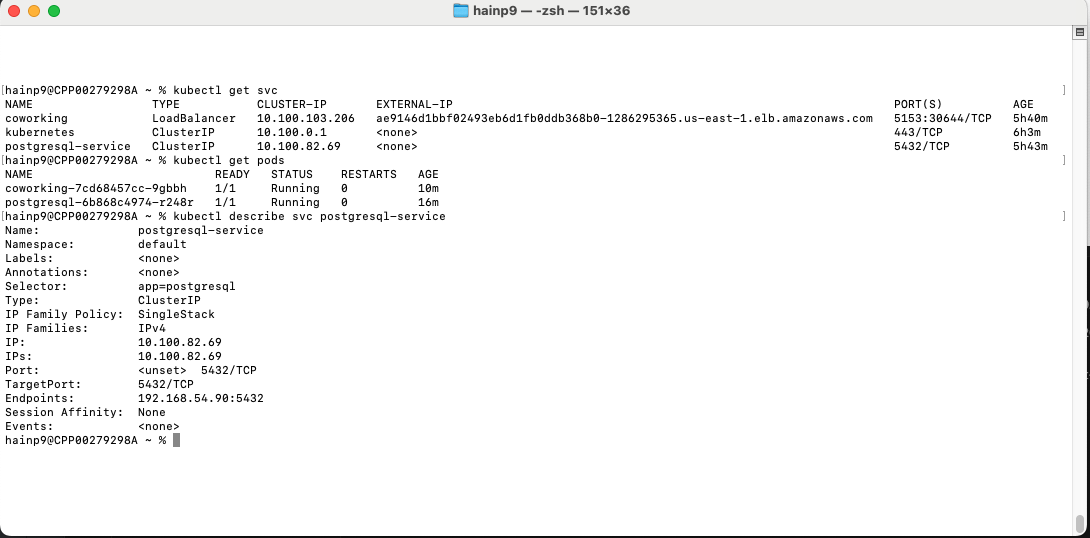 hainp9 — -zsh — 151×36
[hainp9@CPP00279298A ~ % kubectl get svc ]
NAME TYPE CLUSTER-IP EXTERNAL-IP PORT(S) AGE
coworking LoadBalancer 10.100.103.206 ae9146d1bbf02493eb6d1fb0ddb368b0-1286295365.us-east-1.elb.amazonaws.com 5153:30644/TCP 5h40m
kubernetes ClusterIP 10.100.0.1 <none> 443/TCP 6h3m
postgresql-service ClusterIP 10.100.82.69 <none> 5432/TCP 5h43m
[hainp9@CPP00279298A ~ % kubectl get pods ]
NAME READY STATUS RESTARTS AGE
coworking-7cd68457cc-9gbbh 1/1 Running 0 10m
postgresql-6b868c4974-r248r 1/1 Running 0 16m
[hainp9@CPP00279298A ~ % kubectl describe svc postgresql-service ]
Name: postgresql-service
Namespace: default
Labels: <none>
Annotations: <none>
Selector: app=postgresql
Type: ClusterIP
IP Family Policy: SingleStack
IP Families: IPv4
IP: 10.100.82.69
IPs: 10.100.82.69
Port: <unset> 5432/TCP
TargetPort: 5432/TCP
Endpoints: 192.168.54.90:5432
Session Affinity: None
Events: <none>
hainp9@CPP00279298A ~ %